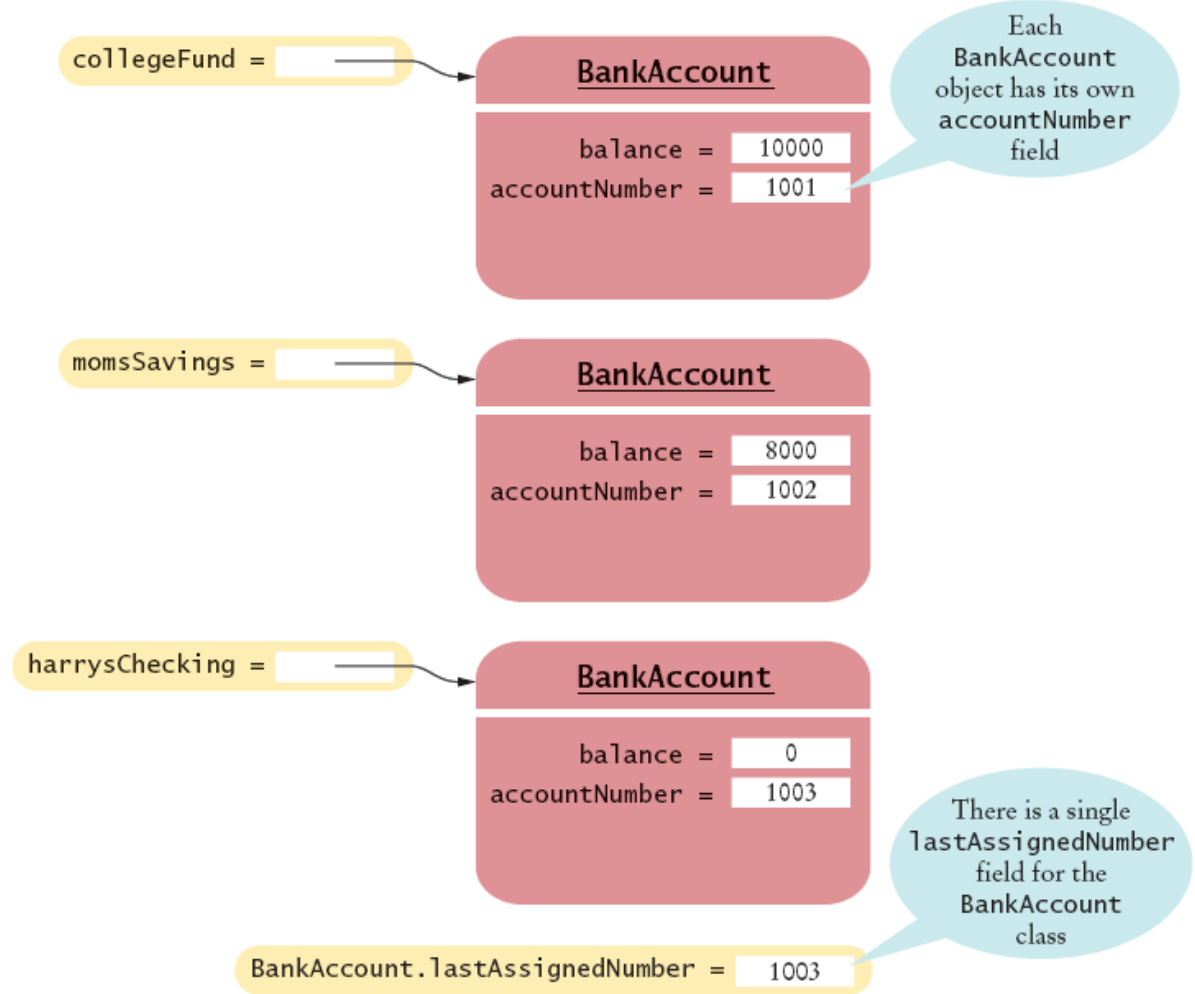 collegeFund =
BankAccount
balance = 10000
accountNumber = 1001
Each
BankAccount
object has its own
accountNumber
field
momsSavings =
BankAccount
balance = 8000
accountNumber = 1002
harrysChecking =
BankAccount
balance = 0
accountNumber = 1003
There is a single
lastAssignedNumber
field for the
BankAccount
class
BankAccount.lastAssignedNumber = 1003